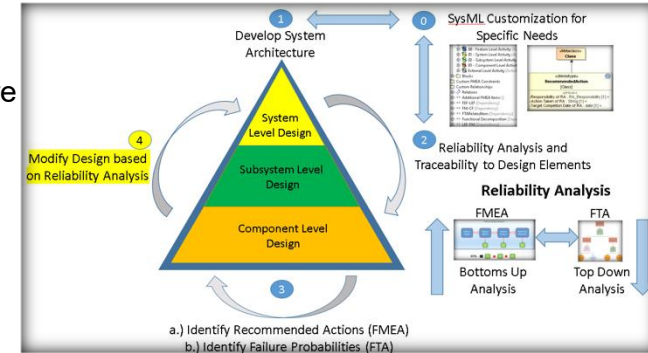 re
1
Develop System
Architecture
0
SysML Customization for
Specific Needs
4
Modify Design based
on Reliability Analysis
System
Level Design
Subsystem Level
Design
Component Level
Design
2
Reliability Analysis and
Traceability to Design Elements
Reliability Analysis
FMEA
FTA
Bottoms Up
Analysis
Top Down
Analysis
3
a.) Identify Recommended Actions (FMEA)
b.) Identify Failure Probabilities (FTA)